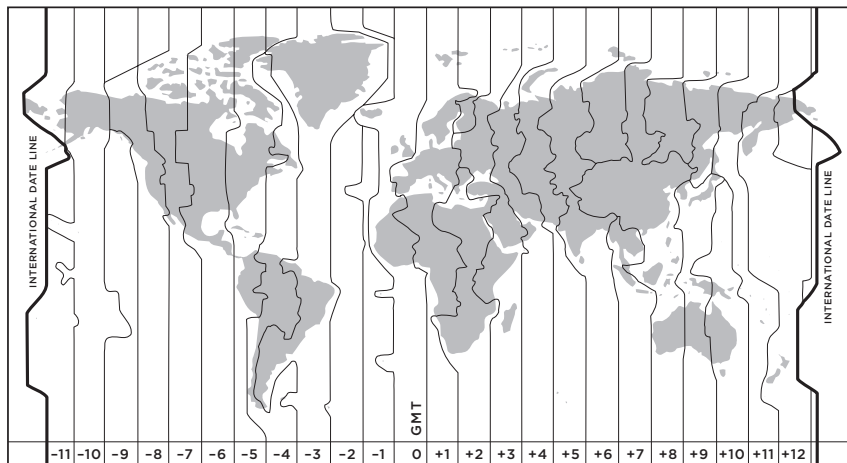 INTERNATIONAL DATE LINE
INTERNATIONAL DATE LINE
GMT
−11 −10 −9 −8 −7 −6 −5 −4 −3 −2 −1 0 +1 +2 +3 +4 +5 +6 +7 +8 +9 +10 +11 +12